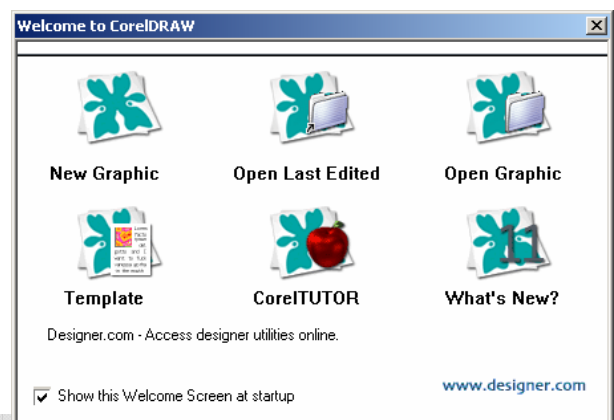 Welcome to CorelDRAW
New Graphic
Open Last Edited
Open Graphic
11
Template
CorelTUTOR
What's New?
Designer.com - Access designer utilities online.
www.designer.com
Show this Welcome Screen at startup